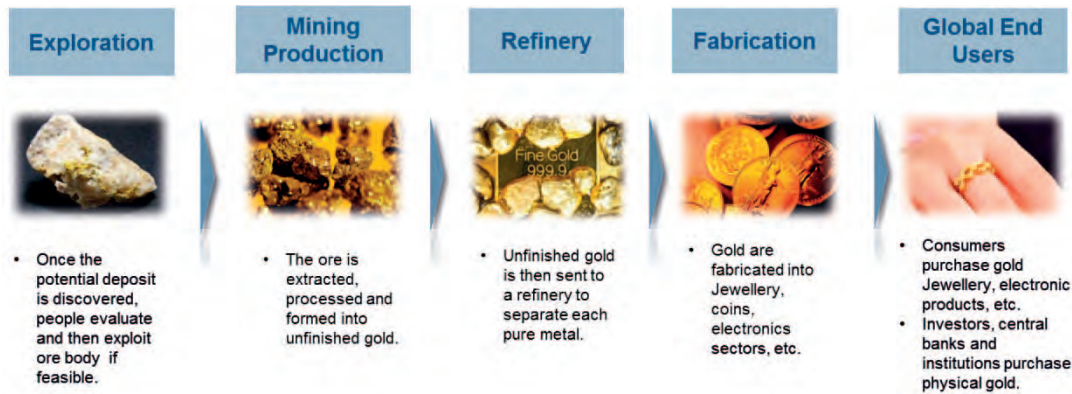 Exploration
Mining
Production
Refinery
Fabrication
Global End
Users
Fine Gold
999.9
• Once the
potential deposit
is discovered,
people evaluate
and then exploit
ore body if
feasible.
• The ore is
extracted,
processed and
formed into
unfinished gold.
• Unfinished gold
is then sent to
a refinery to
separate each
pure metal.
• Gold are
fabricated into
Jewellery,
coins,
electronics
sectors, etc.
• Consumers
purchase gold
Jewellery, electronic
products, etc.
• Investors, central
banks and
institutions purchase
physical gold.